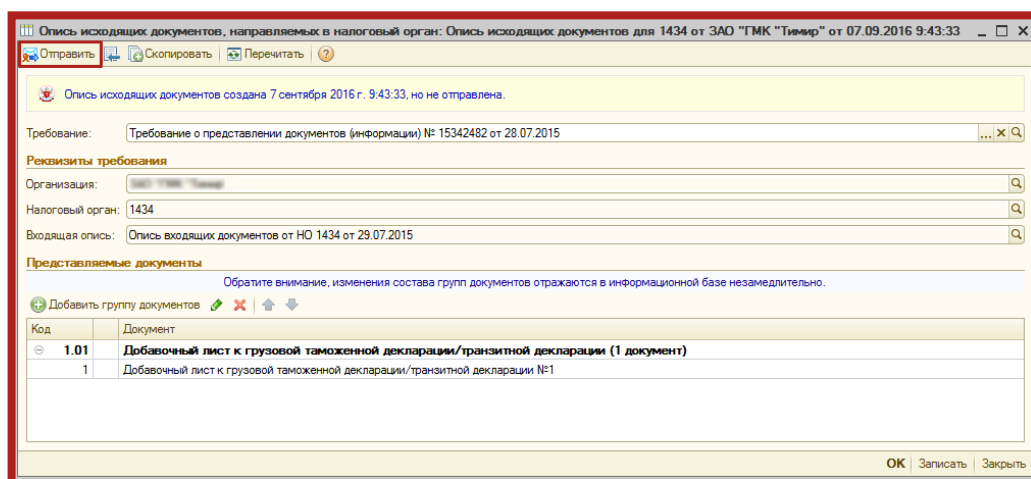 Опись исходящих документов, направляемых в налоговый орган: Опись исходящих документов для 1434 от ЗАО "ГМК "Тимир" от 07.09.2016 9:43:33
Отправить Скопировать Перечитать ?
Опись исходящих документов создана 7 сентября 2016 г. 9:43:33, но не отправлена.
Требование: Требование о представлении документов (информации) № 15342482 от 28.07.2015 ...
Реквизиты требования
Организация:
Налоговый орган: 1434
Входящая опись: Опись входящих документов от НО 1434 от 29.07.2015
Представляемые документы
Обратите внимание, изменения состава групп документов отражаются в информационной базе незамедлительно.
Добавить группу документов
Код Документ
1.01 Добавочный лист к грузовой таможенной декларации/транзитной декларации (1 документ)
1 Добавочный лист к грузовой таможенной декларации/транзитной декларации №1
OK Записать Закрыть